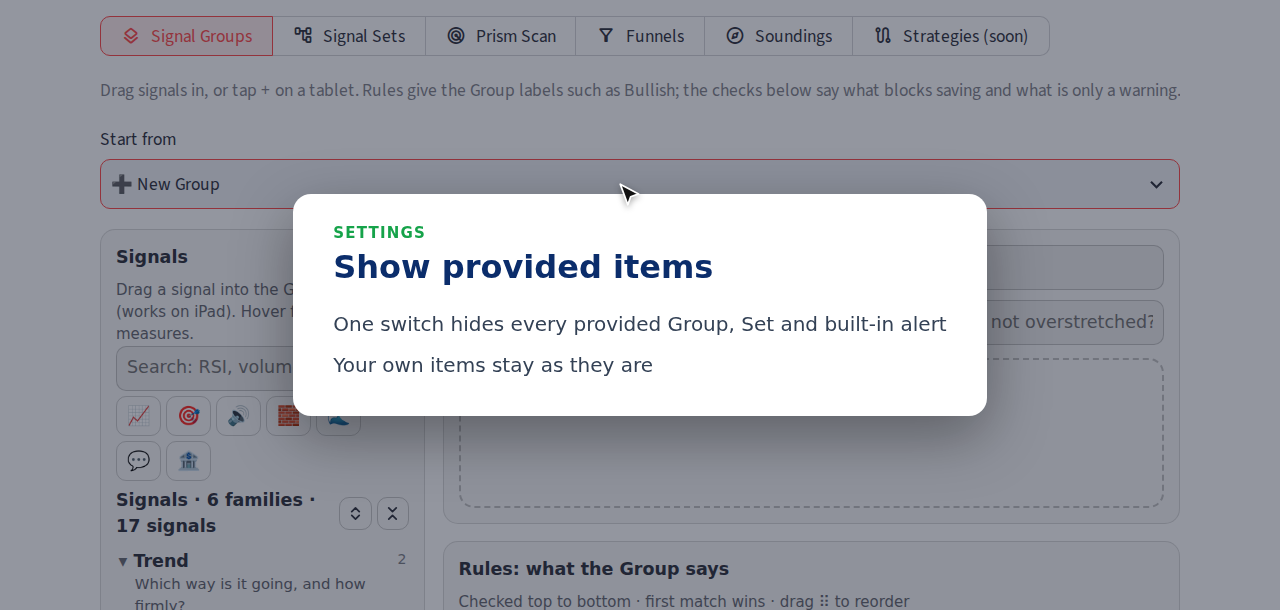 Signal Groups
Signal Sets
Prism Scan
Funnels
Soundings
Strategies (soon)
Drag signals in, or tap + on a tablet. Rules give the Group labels such as Bullish; the checks below say what blocks saving and what is only a warning.
Start from
➕ New Group
SETTINGS
Show provided items
One switch hides every provided Group, Set and built-in alert
Your own items stay as they are
Signals
Drag a signal into the G
(works on iPad). Hover
measures.
Search: RSI, volum
not overstretched?
Signals · 6 families ·
17 signals
▾ Trend 2
Which way is it going, and how
firmly?
Rules: what the Group says
Checked top to bottom · first match wins · drag ⠿ to reorder